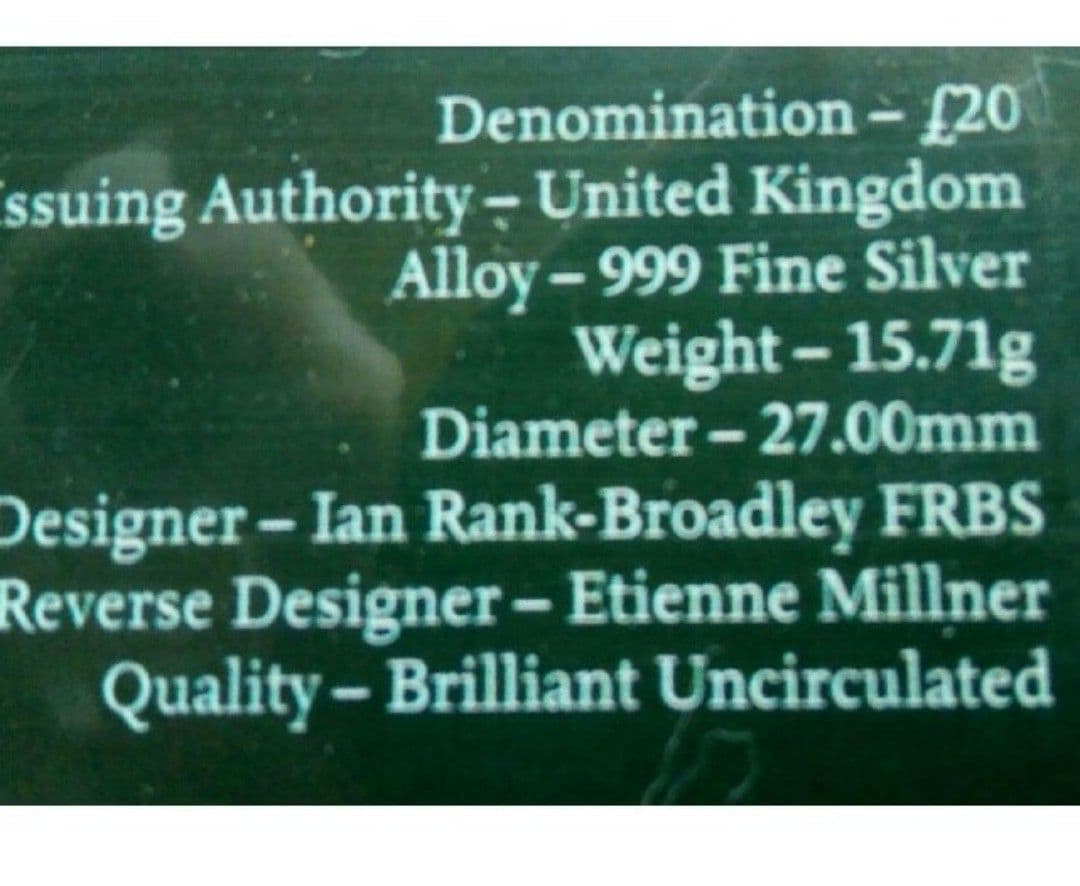 Denomination – £20
Issuing Authority – United Kingdom
Alloy – 999 Fine Silver
Weight – 15.71g
Diameter – 27.00mm
Designer – Ian Rank-Broadley FRBS
Reverse Designer – Etienne Millner
Quality – Brilliant Uncirculated